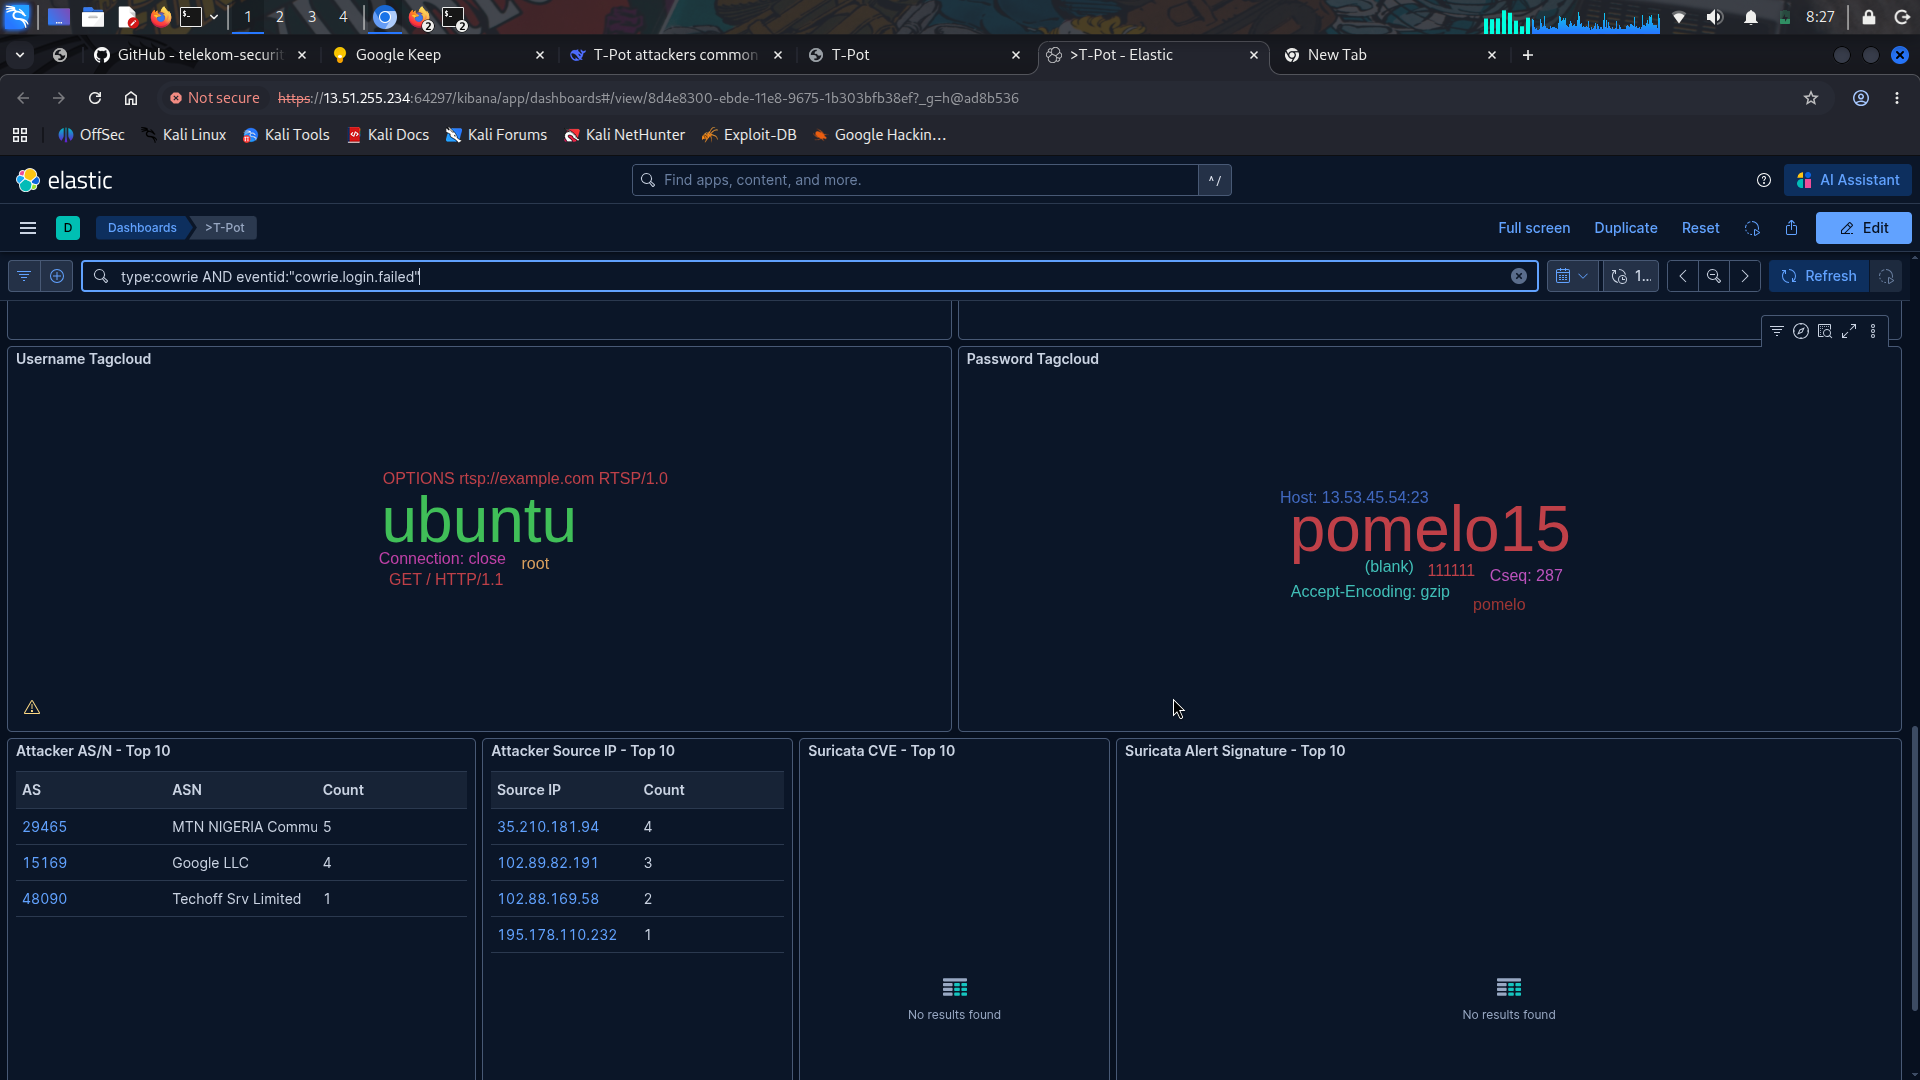 1 2 3 4 2 2 8:27
GitHub - telekom-securit Google Keep T-Pot attackers common T-Pot >T-Pot - Elastic New Tab
Not secure https://13.51.255.234:64297/kibana/app/dashboards#/view/8d4e8300-ebde-11e8-9675-1b303bfb38ef?_g=h@ad8b536
OffSec Kali Linux Kali Tools Kali Docs Kali Forums Kali NetHunter Exploit-DB Google Hackin...
elastic Find apps, content, and more. ^/ AI Assistant
D Dashboards >T-Pot Full screen Duplicate Reset Edit
type:cowrie AND eventid:"cowrie.login.failed" 1... Refresh
Username Tagcloud
OPTIONS rtsp://example.com RTSP/1.0
ubuntu
Connection: close root
GET / HTTP/1.1
Password Tagcloud
Host: 13.53.45.54:23
pomelo15
(blank) 111111 Cseq: 287
Accept-Encoding: gzip
pomelo
Attacker AS/N - Top 10
AS ASN Count
29465 MTN NIGERIA Commu 5
15169 Google LLC 4
48090 Techoff Srv Limited 1
Attacker Source IP - Top 10
Source IP Count
35.210.181.94 4
102.89.82.191 3
102.88.169.58 2
195.178.110.232 1
Suricata CVE - Top 10
No results found
Suricata Alert Signature - Top 10
No results found